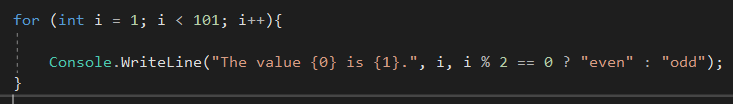 for (int i = 1; i < 101; i++){
Console.WriteLine("The value {0} is {1}.", i, i % 2 == 0 ? "even" : "odd");
}